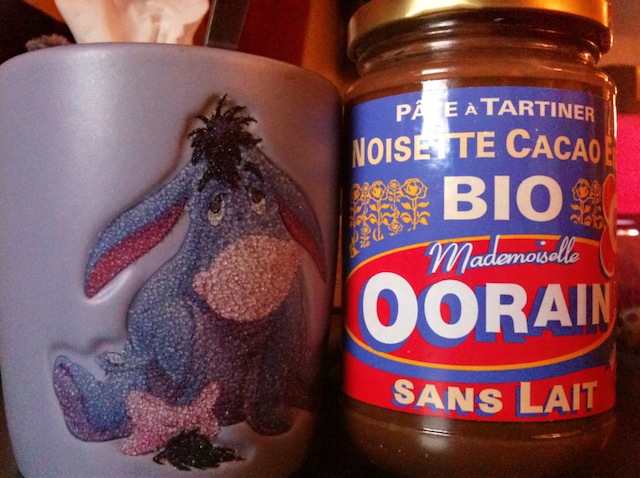 PÂTE À TARTINER
NOISETTE CACAO
BIO
Mademoiselle
OORAIN
SANS LAIT